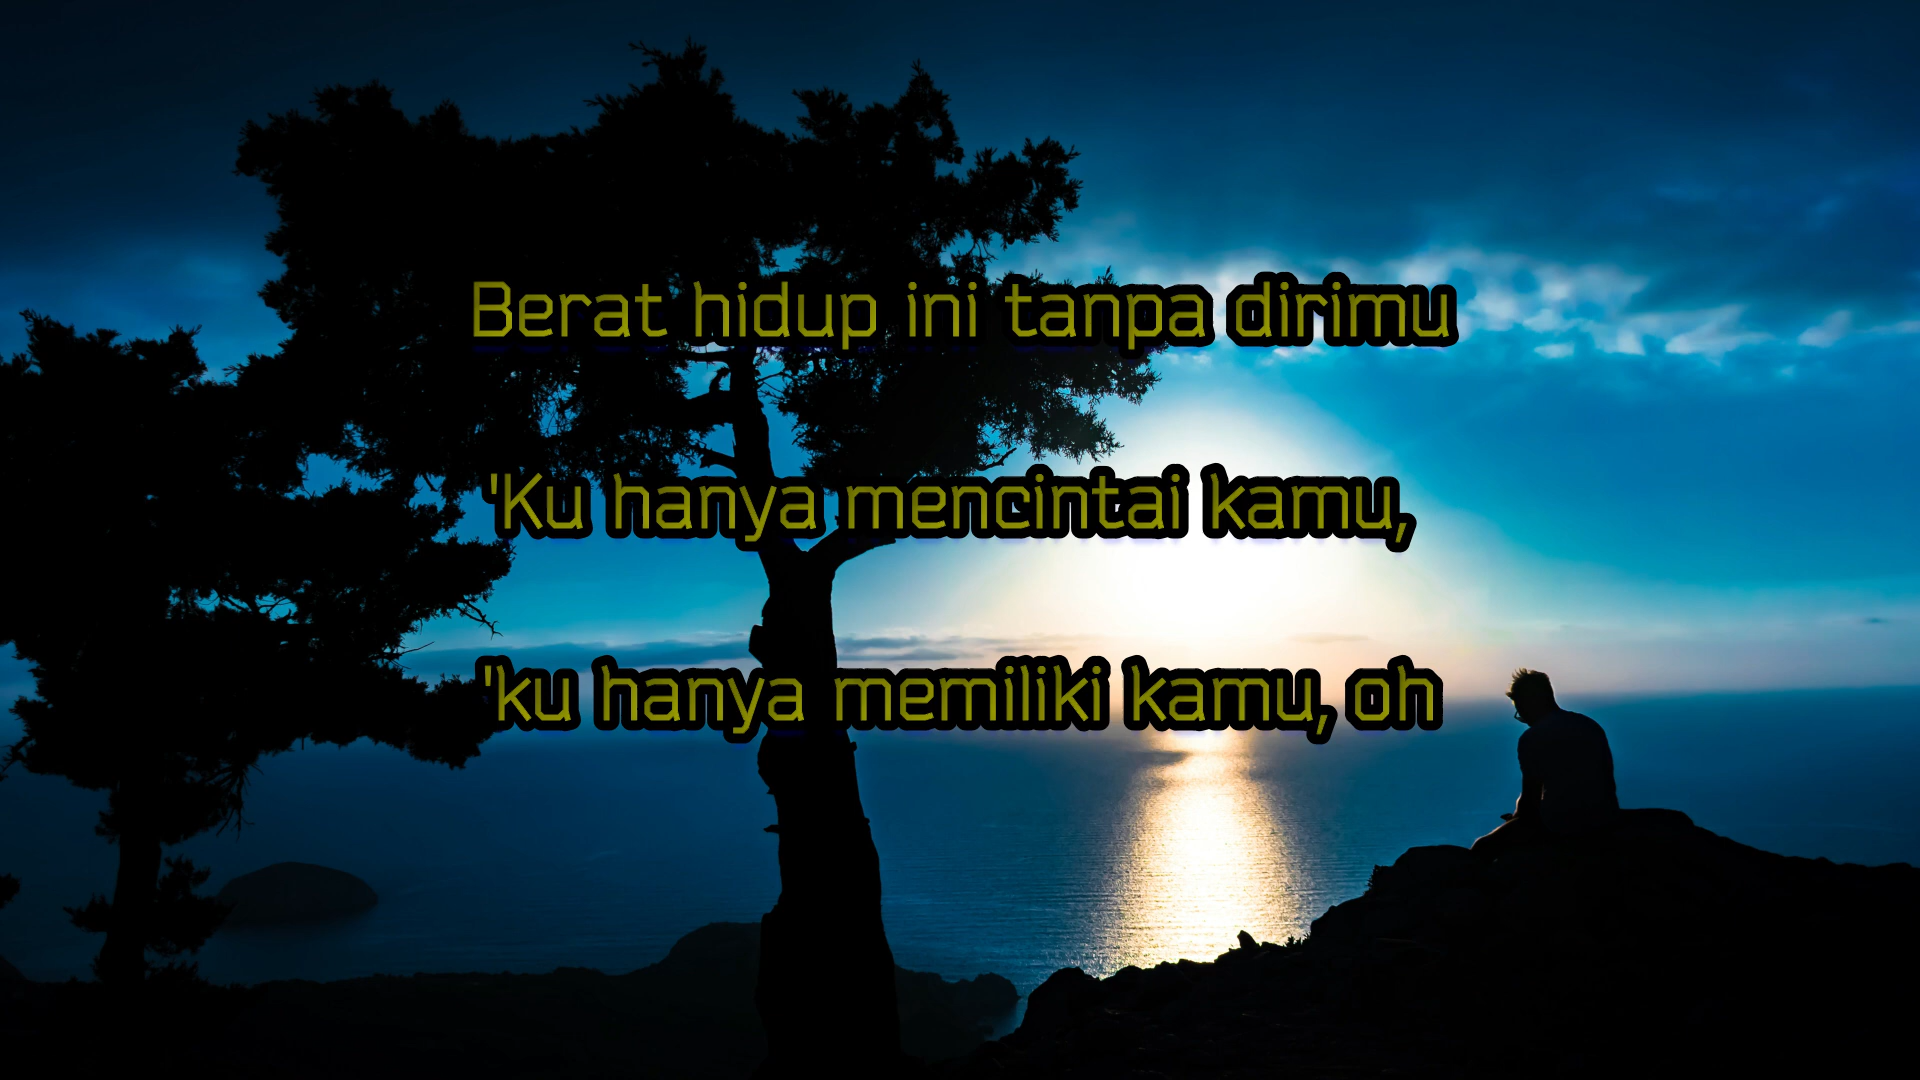 Berat hidup ini tanpa dirimu
'Ku hanya mencintai kamu,
'ku hanya memiliki kamu, oh